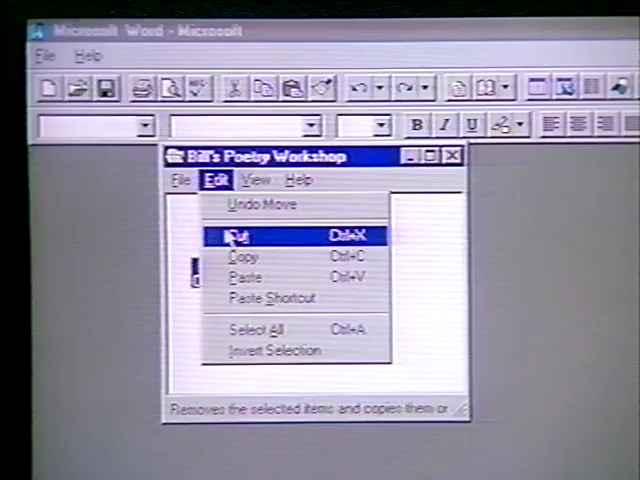 Microsoft Word - Microsoft
File Help
B I U
Bill's Poetry Workshop
File Edit View Help
Undo Move
Cut Ctrl+X
Copy Ctrl+C
Paste Ctrl+V
Paste Shortcut
Select All Ctrl+A
Invert Selection
Removes the selected items and copies them or